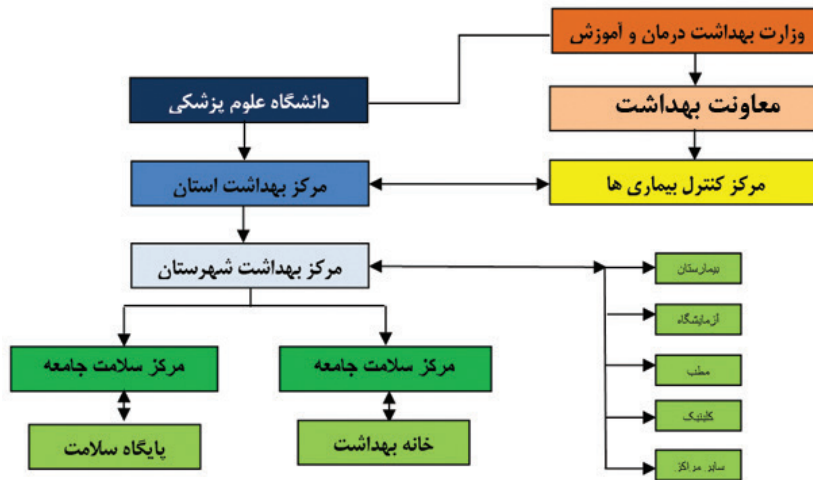 وزارت بهداشت درمان و آموزش
دانشگاه علوم پزشکی
معاونت بهداشت
مرکز بهداشت استان
مرکز کنترل بیماری ها
مرکز بهداشت شهرستان
بیمارستان
آزمایشگاه
مرکز سلامت جامعه
مرکز سلامت جامعه
مطب
کلینیک
خانه بهداشت
پایگاه سلامت
سایر مراکز